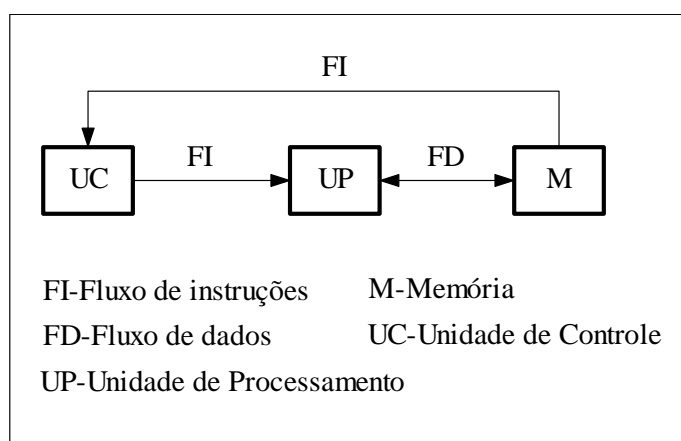 FI
UC FI UP FD M
FI-Fluxo de instruções M-Memória
FD-Fluxo de dados UC-Unidade de Controle
UP-Unidade de Processamento